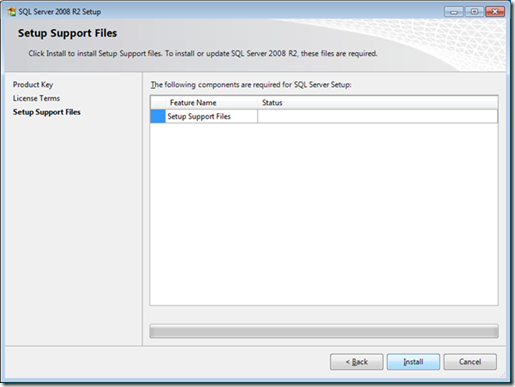 SQL Server 2008 R2 Setup
Setup Support Files
Click Install to install Setup Support files. To install or update SQL Server 2008 R2, these files are required.
Product Key
License Terms
Setup Support Files
The following components are required for SQL Server Setup:
Feature Name Status
Setup Support Files
< Back Install Cancel